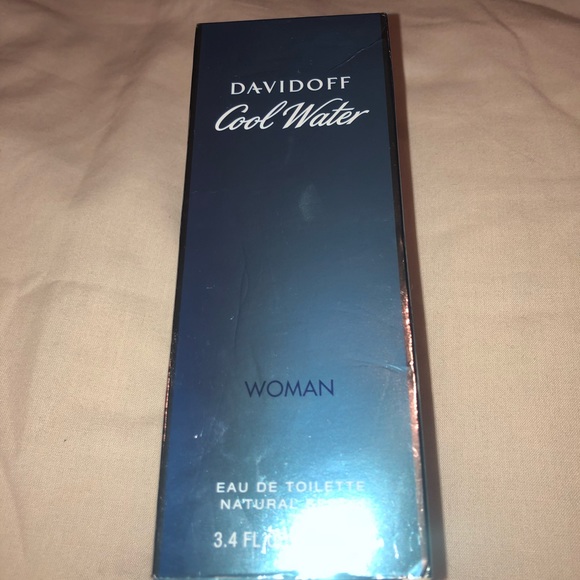 DAVIDOFF
Cool Water
WOMAN
EAU DE TOILETTE
NATURAL
3.4 FL